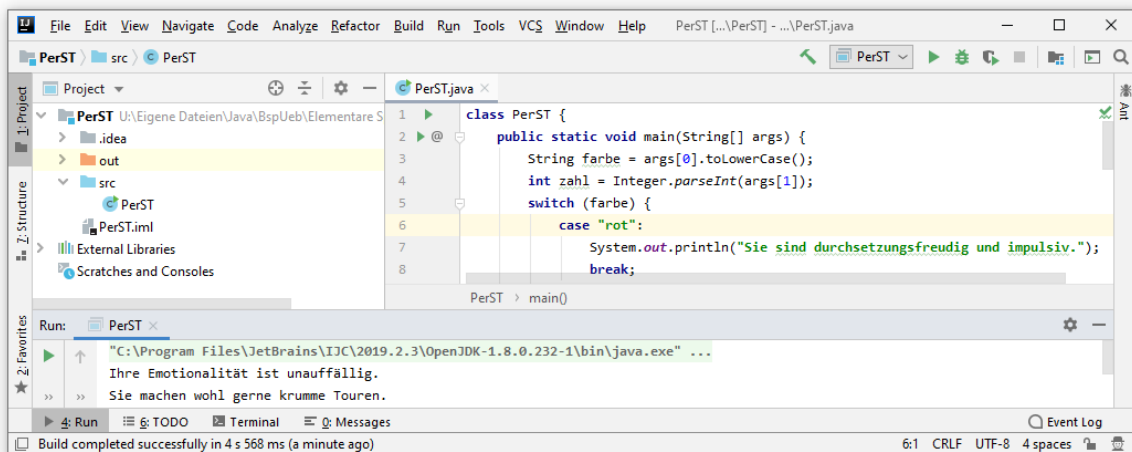 File Edit View Navigate Code Analyze Refactor Build Run Tools VCS Window Help PerST [...\PerST] - ...\PerST.java
PerST src PerST PerST
Project PerST.java
1: Project
Ant
PerST U:\Eigene Dateien\Java\BspUeb\Elementare S
.idea
out
src
PerST
PerST.iml
External Libraries
Scratches and Consoles
Z: Structure
1 class PerST {
2 @ public static void main(String[] args) {
3 String farbe = args[0].toLowerCase();
4 int zahl = Integer.parseInt(args[1]);
5 switch (farbe) {
6 case "rot":
7 System.out.println("Sie sind durchsetzungsfreudig und impulsiv.");
8 break;
PerST › main()
2: Favorites
Run: PerST
"C:\Program Files\JetBrains\IJC\2019.2.3\OpenJDK-1.8.0.232-1\bin\java.exe" ...
Ihre Emotionalität ist unauffällig.
Sie machen wohl gerne krumme Touren.
4: Run 6: TODO Terminal 0: Messages Event Log
Build completed successfully in 4 s 568 ms (a minute ago) 6:1 CRLF UTF-8 4 spaces